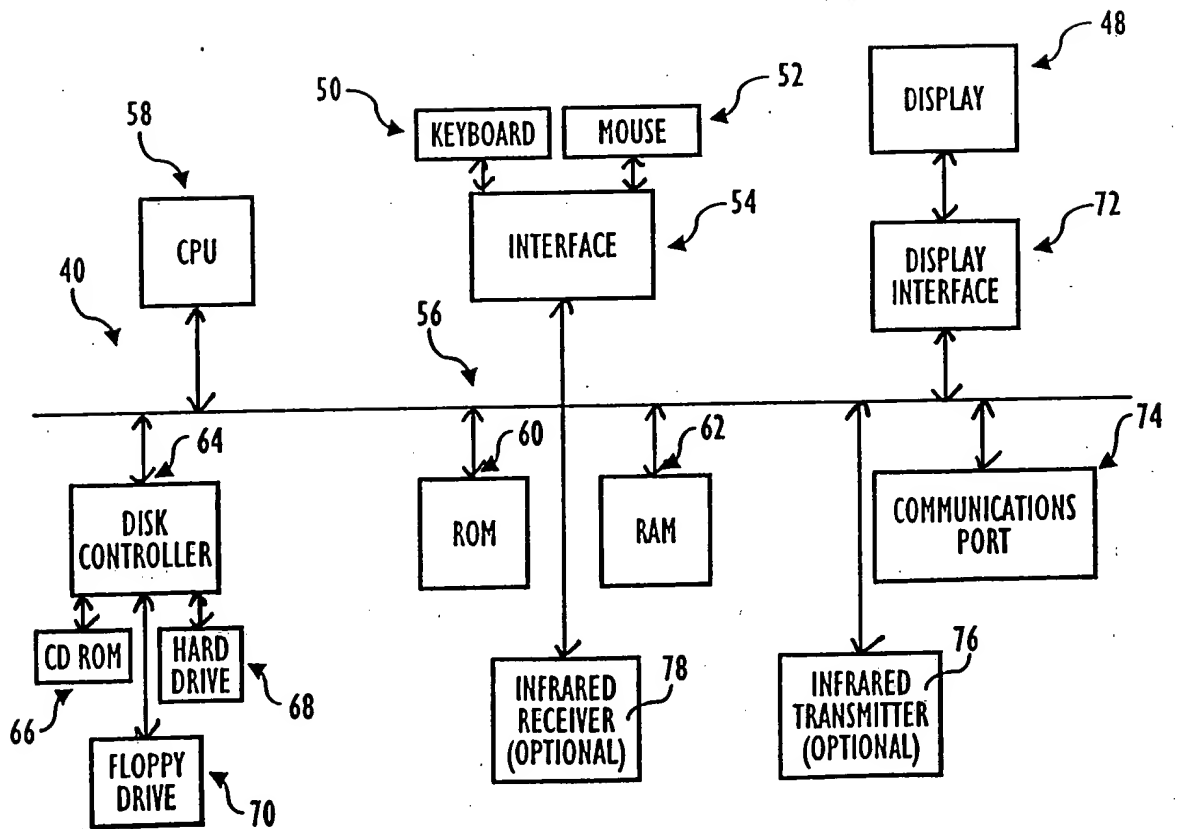 48
DISPLAY
50
KEYBOARD
MOUSE
52
58
CPU
INTERFACE
54
DISPLAY
INTERFACE
72
40
56
64
DISK
CONTROLLER
60
ROM
62
RAM
74
COMMUNICATIONS
PORT
CD ROM
66
HARD
DRIVE
68
FLOPPY
DRIVE
70
INFRARED
RECEIVER
(OPTIONAL)
78
INFRARED
TRANSMITTER
(OPTIONAL)
76